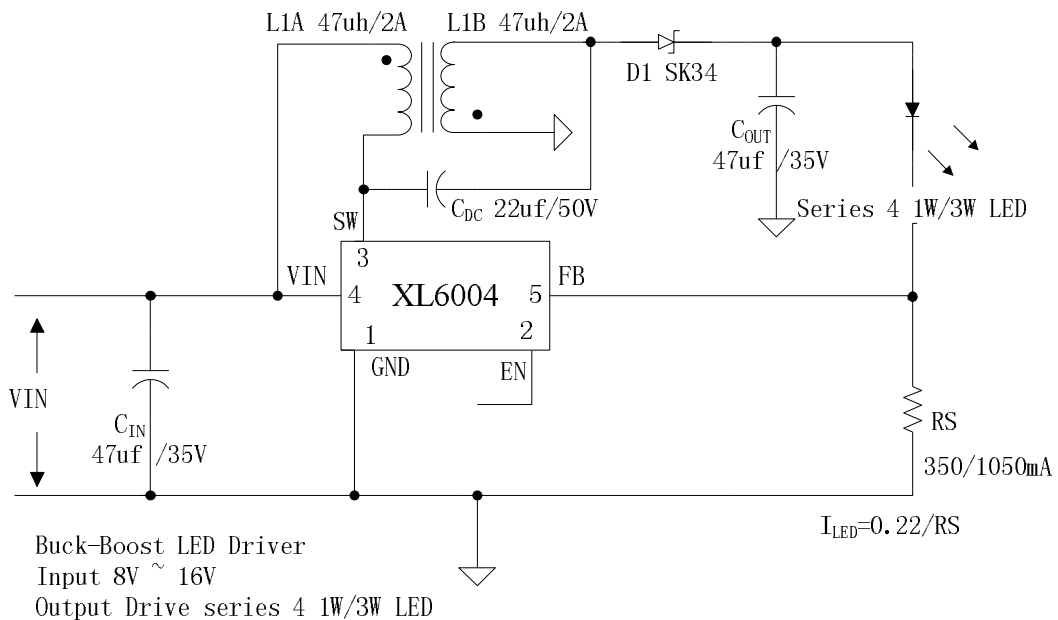 L1A 47uh/2A
L1B 47uh/2A
D1 SK34
COUT
47uf /35V
CDC 22uf/50V
Series 4 1W/3W LED
SW
3
VIN
FB
4
XL6004
5
1
2
GND
EN
VIN
CIN
47uf /35V
RS
350/1050mA
ILED=0.22/RS
Buck-Boost LED Driver
Input 8V ~ 16V
Output Drive series 4 1W/3W LED